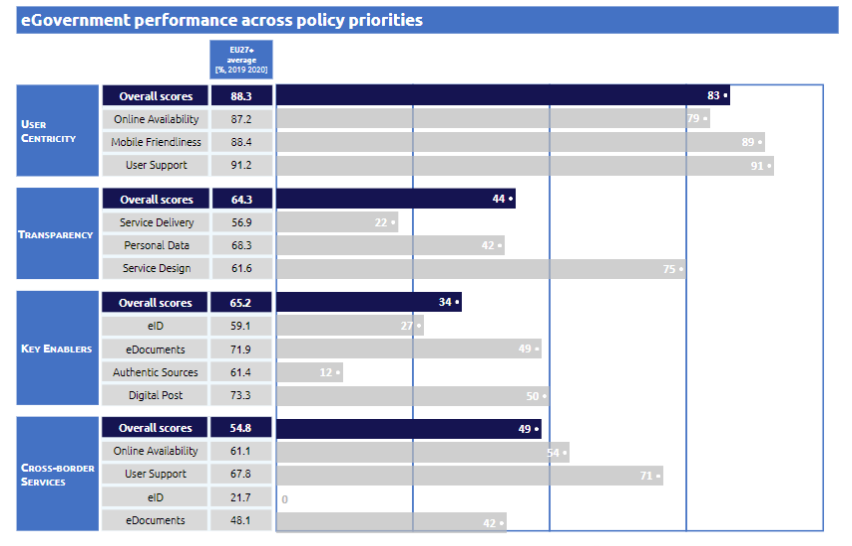 eGovernment performance across policy priorities
EU27+
average
[%, 2019 2020]
USER
CENTRICITY
Overall scores 88.3 83
Online Availability 87.2 79
Mobile Friendliness 88.4 89
User Support 91.2 91
TRANSPARENCY
Overall scores 64.3 44
Service Delivery 56.9 22
Personal Data 68.3 42
Service Design 61.6 75
KEY ENABLERS
Overall scores 65.2 34
eID 59.1 27
eDocuments 71.9 49
Authentic Sources 61.4 12
Digital Post 73.3 50
CROSS-BORDER
SERVICES
Overall scores 54.8 49
Online Availability 61.1 54
User Support 67.8 71
eID 21.7 0
eDocuments 48.1 42